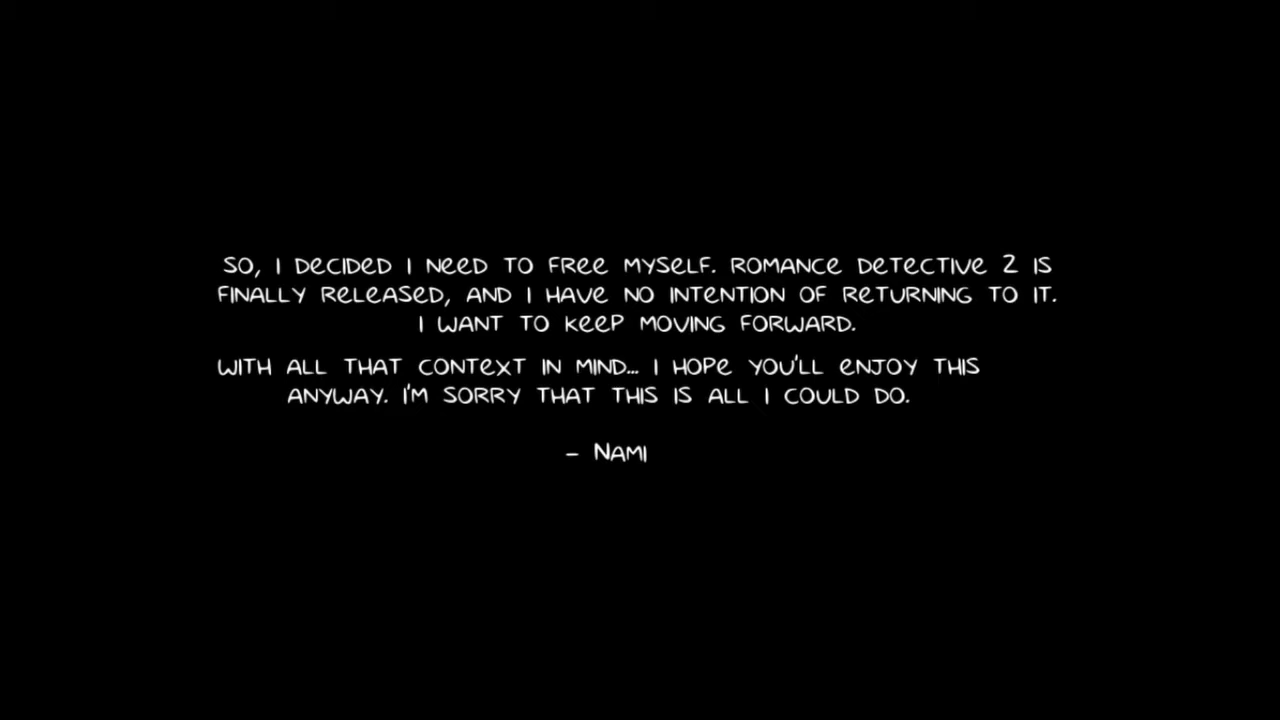 SO, I DECIDED I NEED TO FREE MYSELF. ROMANCE DETECTIVE 2 IS
FINALLY RELEASED, AND I HAVE NO INTENTION OF RETURNING TO IT.
I WANT TO KEEP MOVING FORWARD.
WITH ALL THAT CONTEXT IN MIND... I HOPE YOU'LL ENJOY THIS
ANYWAY. I'M SORRY THAT THIS IS ALL I COULD DO.
- NAMI